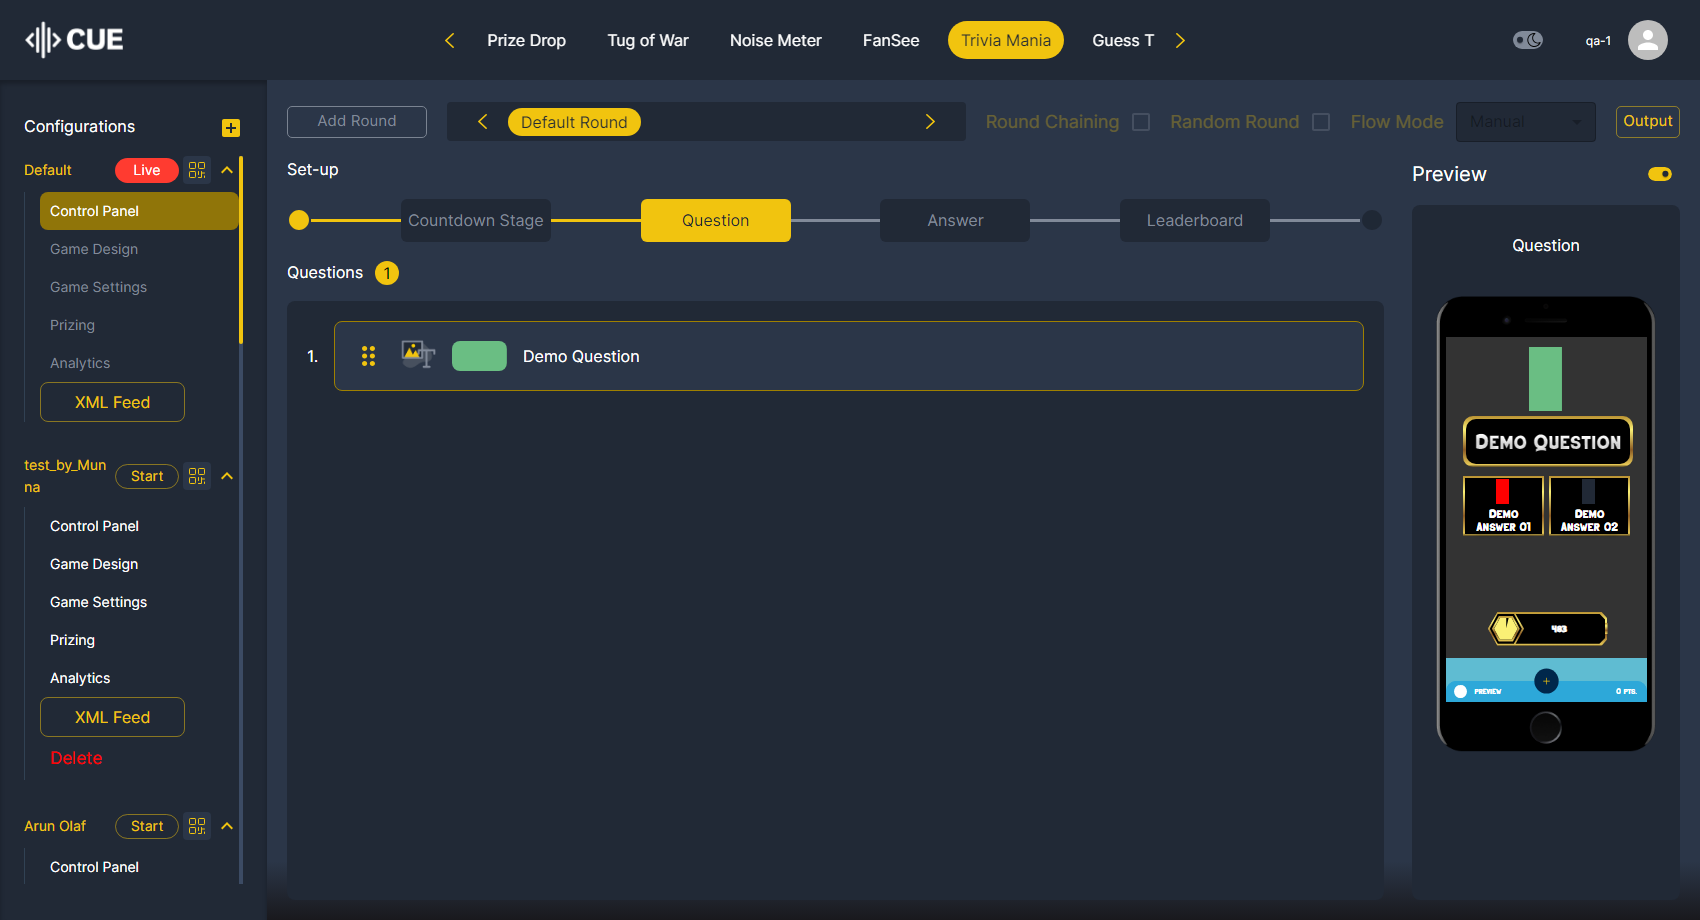 CUE
Prize Drop
Tug of War
Noise Meter
FanSee
Trivia Mania
Guess T
qa-1
Configurations
Default
Live
Control Panel
Game Design
Game Settings
Prizing
Analytics
XML Feed
test_by_Mun
na
Start
Control Panel
Game Design
Game Settings
Prizing
Analytics
XML Feed
Delete
Arun Olaf
Start
Control Panel
Add Round
Default Round
Round Chaining
Random Round
Flow Mode
Manual
Output
Set-up
Countdown Stage
Question
Answer
Leaderboard
Questions 1
1.
Demo Question
Preview
Question
DEMO QUESTION
DEMO
ANSWER 01
DEMO
ANSWER 02
403
PREVIEW
0 PTS.